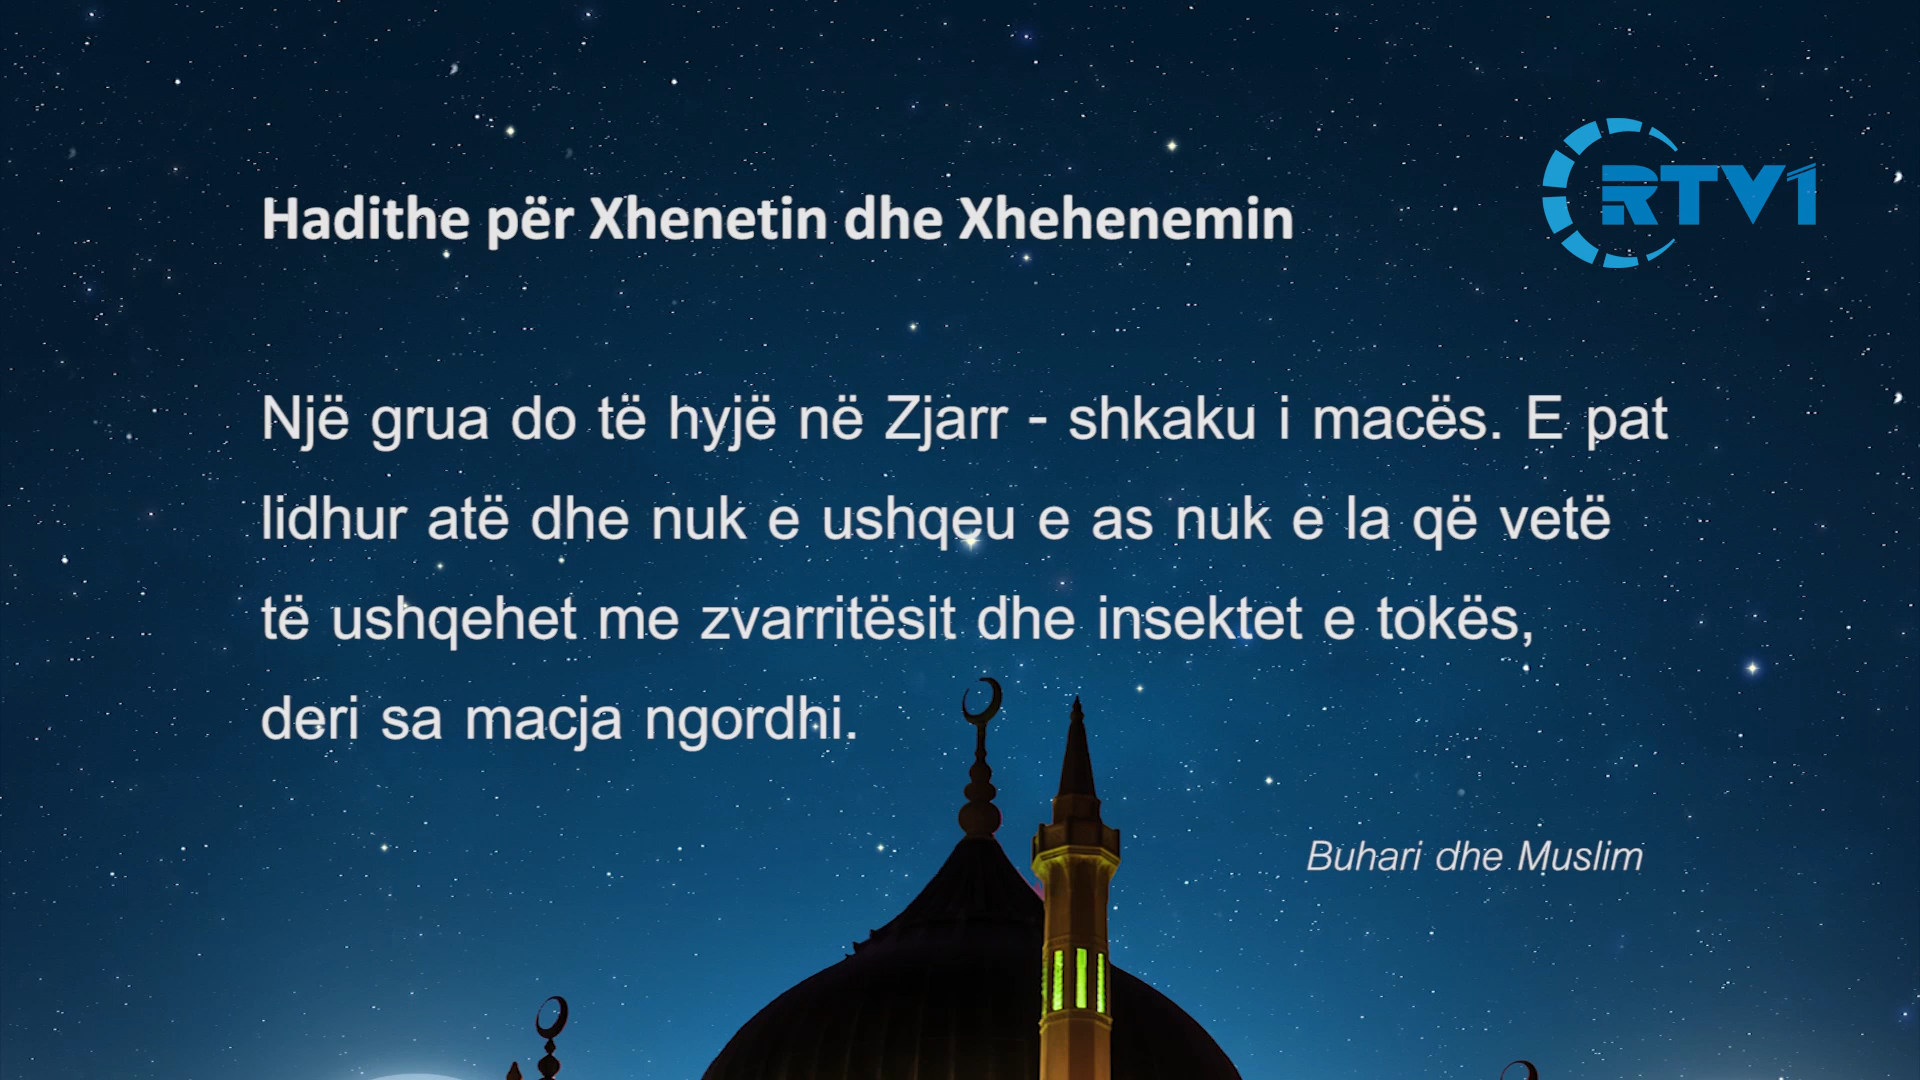 RTV1
Hadithe për Xhenetin dhe Xhehenemin
Një grua do të hyjë në Zjarr - shkaku i macës. E pat
lidhur atë dhe nuk e ushqeu e as nuk e la që vetë
të ushqehet me zvarritësit dhe insektet e tokës,
deri sa macja ngordhi.
Buhari dhe Muslim